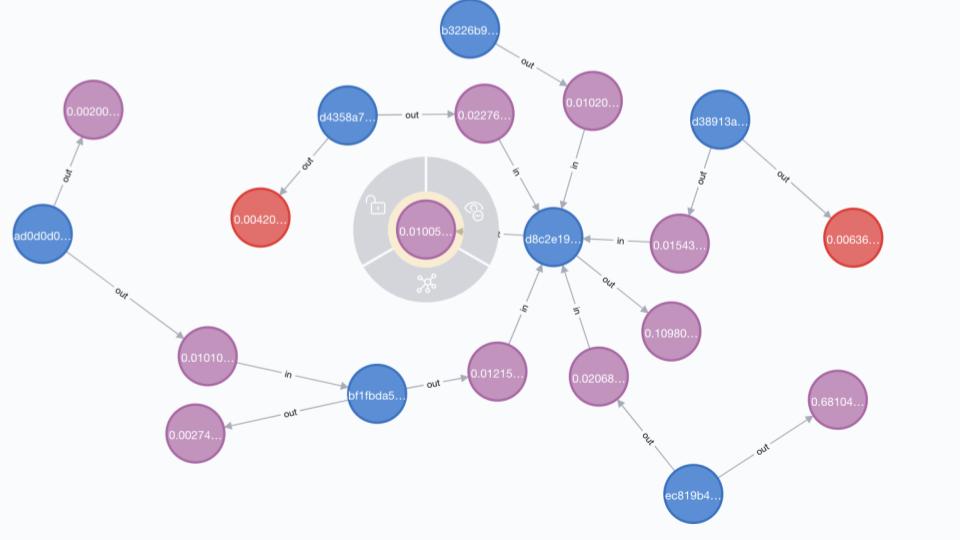 b3226b9...
out
0.00200...
d4358a7...
out
0.02276...
0.01020...
d38913a...
out
out
in
in
out
out
0.00420...
ad0d0d0...
0.01005...
t
d8c2e19...
in
0.01543...
0.00636...
out
out
in
in
0.10980...
0.01010...
in
bf1fbda5...
out
0.01215...
0.02068...
0.68104...
0.00274...
out
out
out
ec819b4...